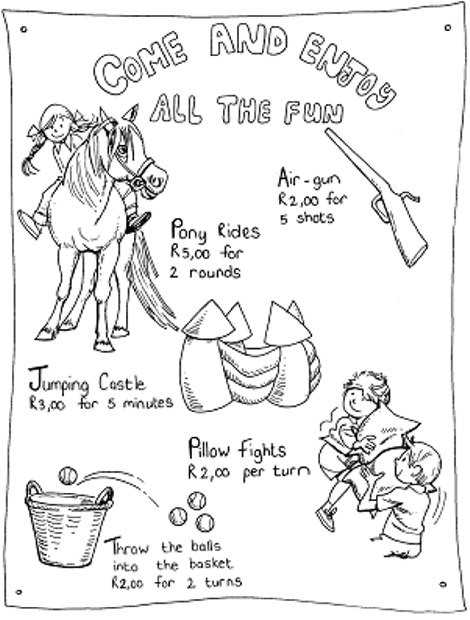 COME AND ENJOY
ALL THE FUN
Air-gun
R2,00 for
5 shots
Pony Rides
R5,00 for
2 rounds
Jumping Castle
R3,00 for 5 minutes
Pillow fights
R2,00 per turn
Throw the balls
into the basket
R2,00 for 2 turns